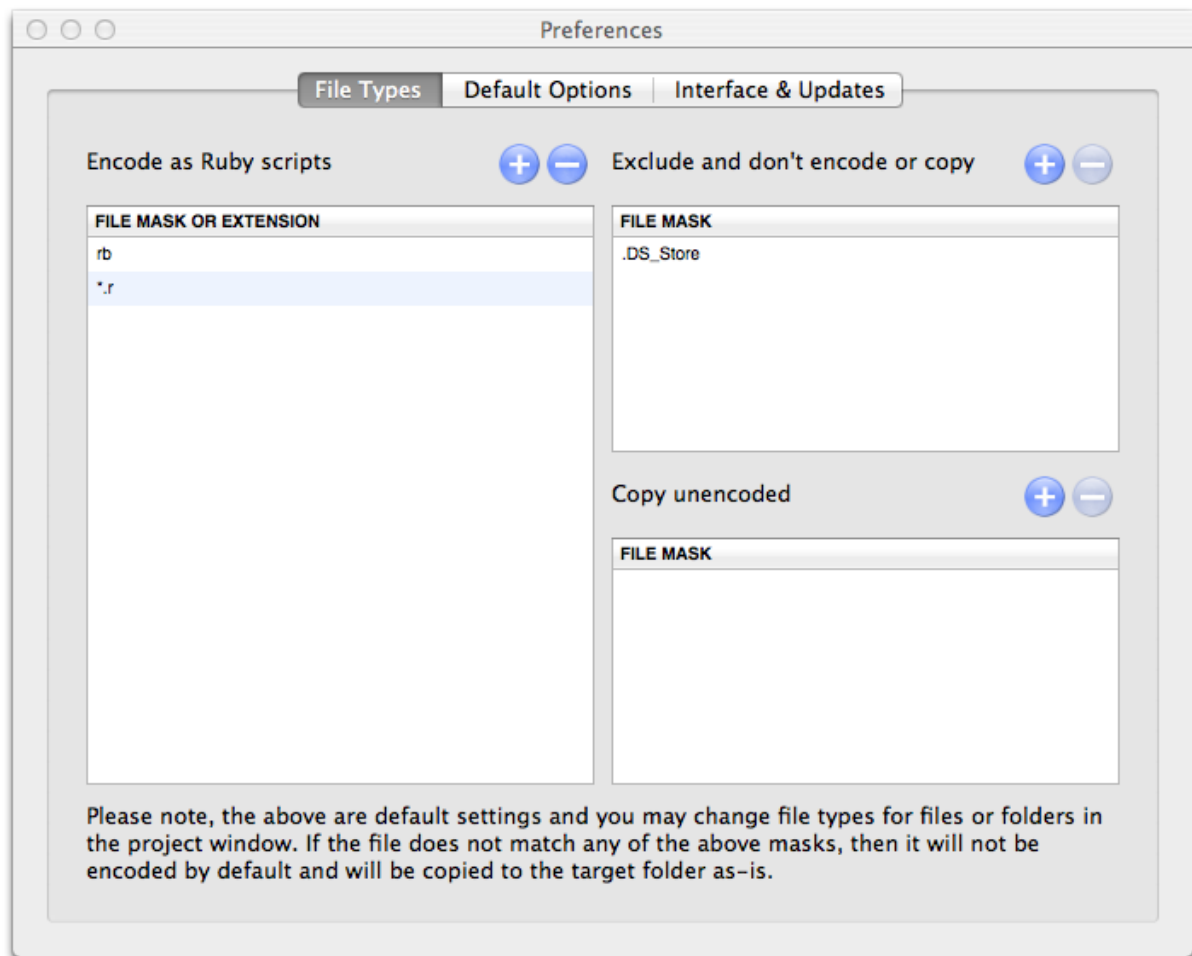 Preferences
File Types
Default Options
Interface & Updates
Encode as Ruby scripts
FILE MASK OR EXTENSION
rb
*.r
Exclude and don't encode or copy
FILE MASK
.DS_Store
Copy unencoded
FILE MASK
Please note, the above are default settings and you may change file types for files or folders in
the project window. If the file does not match any of the above masks, then it will not be
encoded by default and will be copied to the target folder as-is.